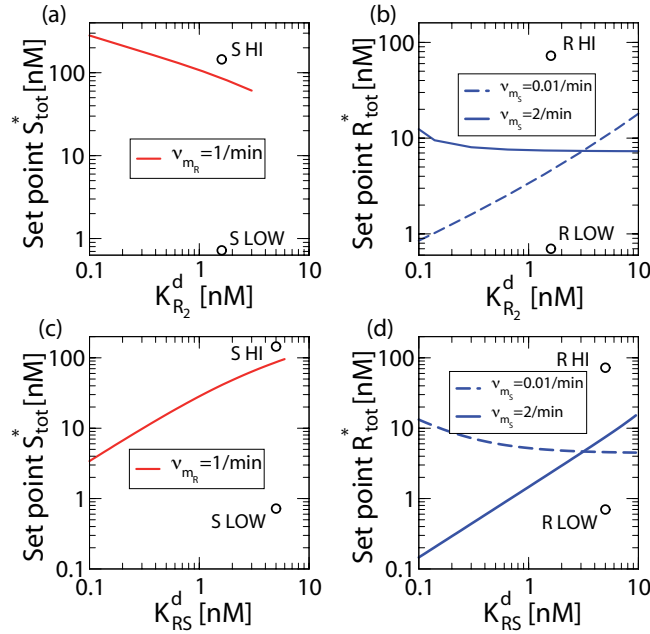 (a)
(b)
Set point S*tot [nM]
100
10
1
S HI
νmR=1/min
S LOW
0.1 1 10
K^d_R2 [nM]
Set point R*tot [nM]
100
10
1
R HI
νmS=0.01/min
νmS=2/min
R LOW
0.1 1 10
K^d_R2 [nM]
(c)
(d)
Set point S*tot [nM]
100
10
1
0.1
S HI
νmR=1/min
S LOW
0.1 1 10
K^d_RS [nM]
Set point R*tot [nM]
100
10
1
0.1
R HI
νmS=0.01/min
νmS=2/min
R LOW
0.1 1 10
K^d_RS [nM]